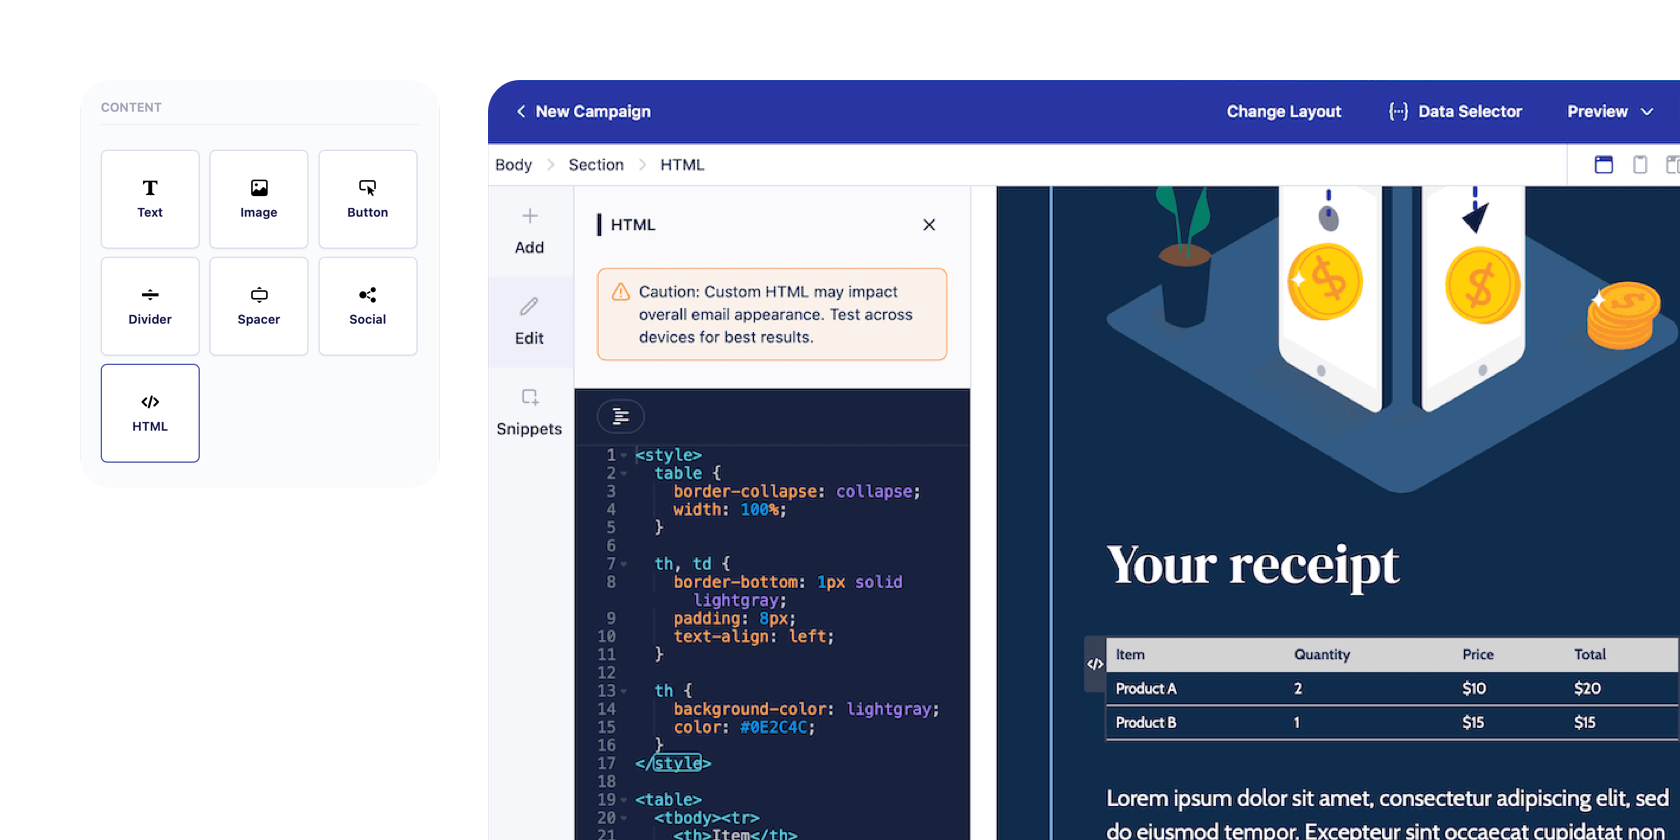 CONTENT
Text
Image
Button
Divider
Spacer
Social
HTML
New Campaign
Change Layout
{···} Data Selector
Preview
Body > Section > HTML
Add
Edit
Snippets
HTML
Caution: Custom HTML may impact
overall email appearance. Test across
devices for best results.
1 <style>
2 table {
3 border-collapse: collapse;
4 width: 100%;
5 }
6
7 th, td {
8 border-bottom: 1px solid
lightgray;
9 padding: 8px;
10 text-align: left;
11 }
12
13 th {
14 background-color: lightgray;
15 color: #0E2C4C;
16 }
17 </style>
18
19 <table>
20 <tbody><tr>
21 <th>Item</th>
Your receipt
</>
Item Quantity Price Total
Product A 2 $10 $20
Product B 1 $15 $15
Lorem ipsum dolor sit amet, consectetur adipiscing elit, sed
do eiusmod tempor. Excepteur sint occaecat cupidatat non